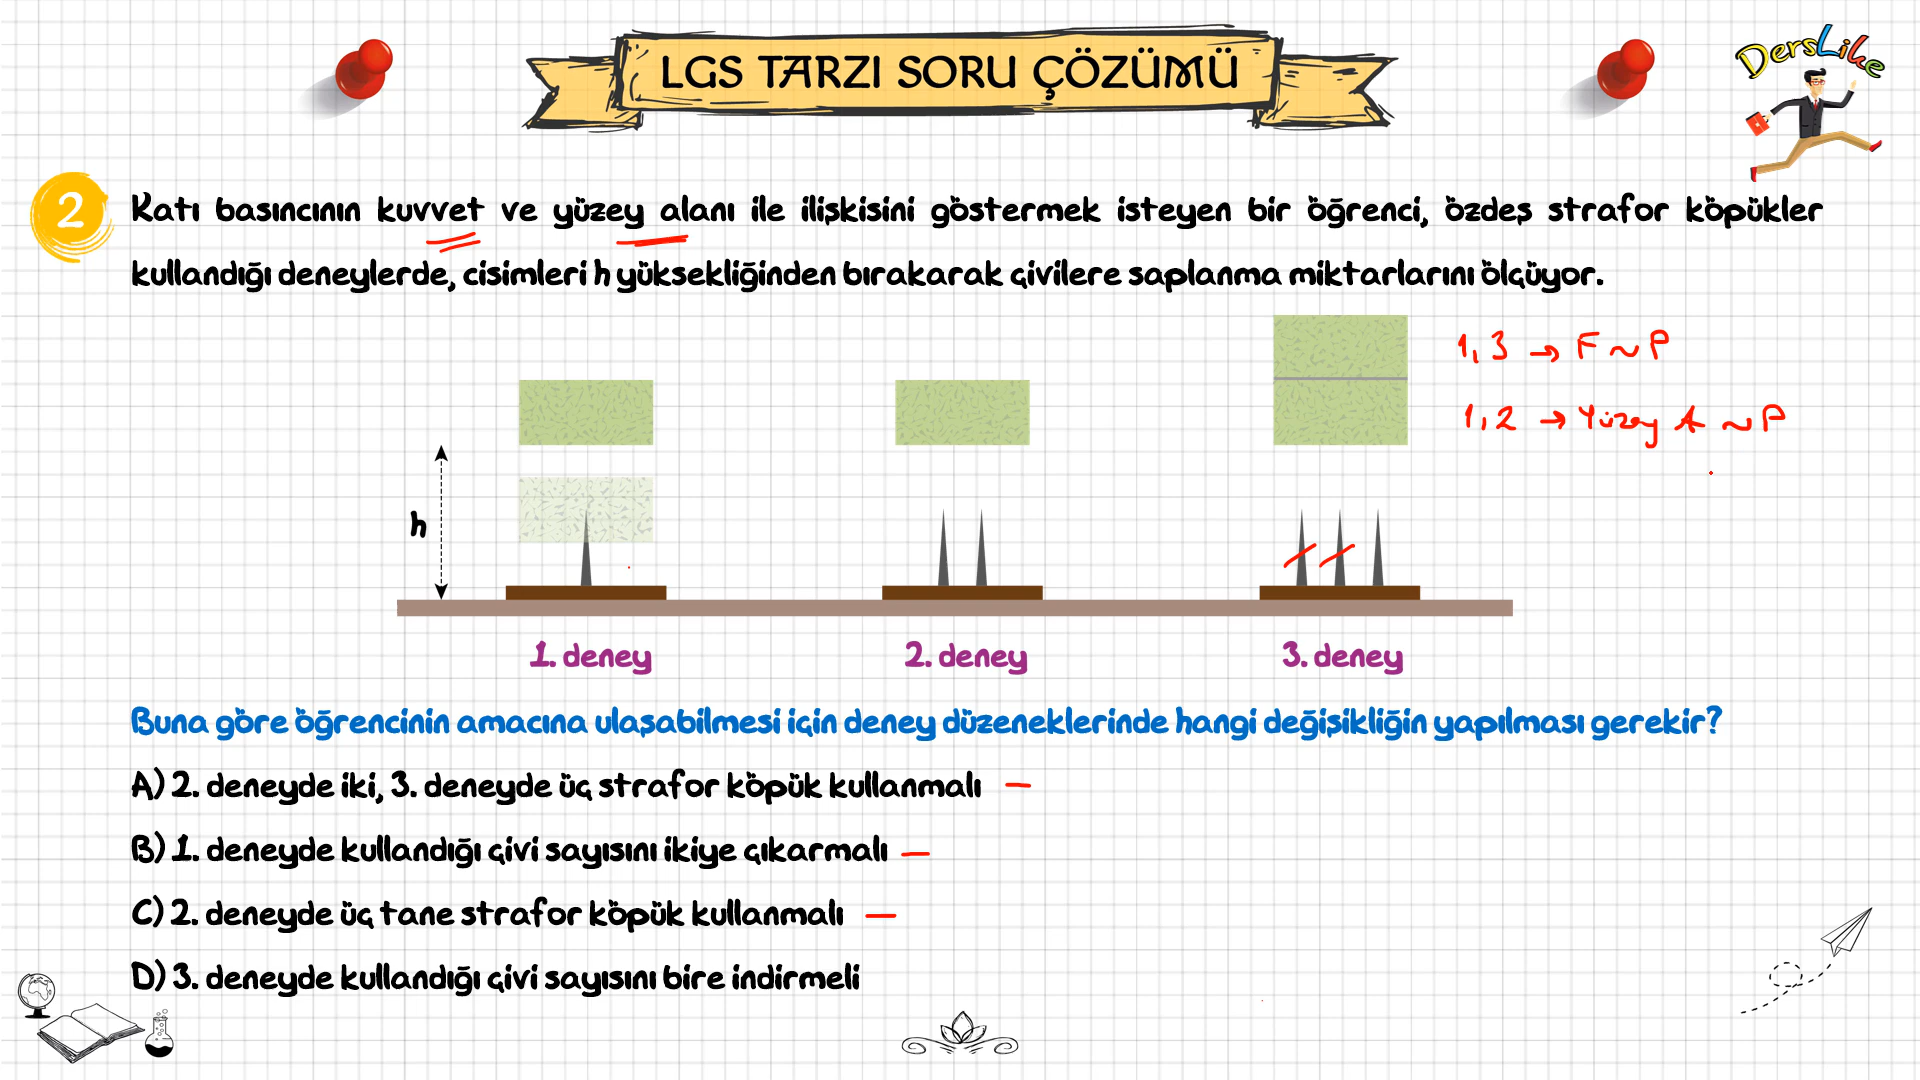 LGS TARZI SORU ÇÖZÜMÜ
DersLike
2
Katı basıncının kuvvet ve yüzey alanı ile ilişkisini göstermek isteyen bir öğrenci, özdeş strafor köpükler
kullandığı deneylerde, cisimleri h yüksekliğinden bırakarak çivilere saplanma miktarlarını ölçüyor.
1, 3 → F ~ P
1, 2 → Yüzey A ~ P
h
1. deney
2. deney
3. deney
Buna göre öğrencinin amacına ulaşabilmesi için deney düzeneklerinde hangi değişikliğin yapılması gerekir?
A) 2. deneyde iki, 3. deneyde üç strafor köpük kullanmalı
B) 1. deneyde kullandığı çivi sayısını ikiye çıkarmalı
C) 2. deneyde üç tane strafor köpük kullanmalı
D) 3. deneyde kullandığı çivi sayısını bire indirmeli